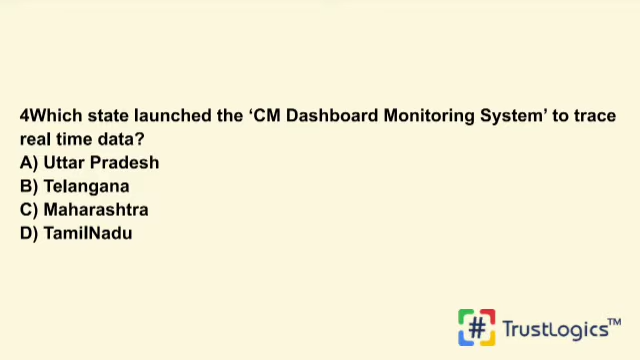 4Which state launched the ‘CM Dashboard Monitoring System’ to trace
real time data?
A) Uttar Pradesh
B) Telangana
C) Maharashtra
D) TamilNadu
# TrustLogics™